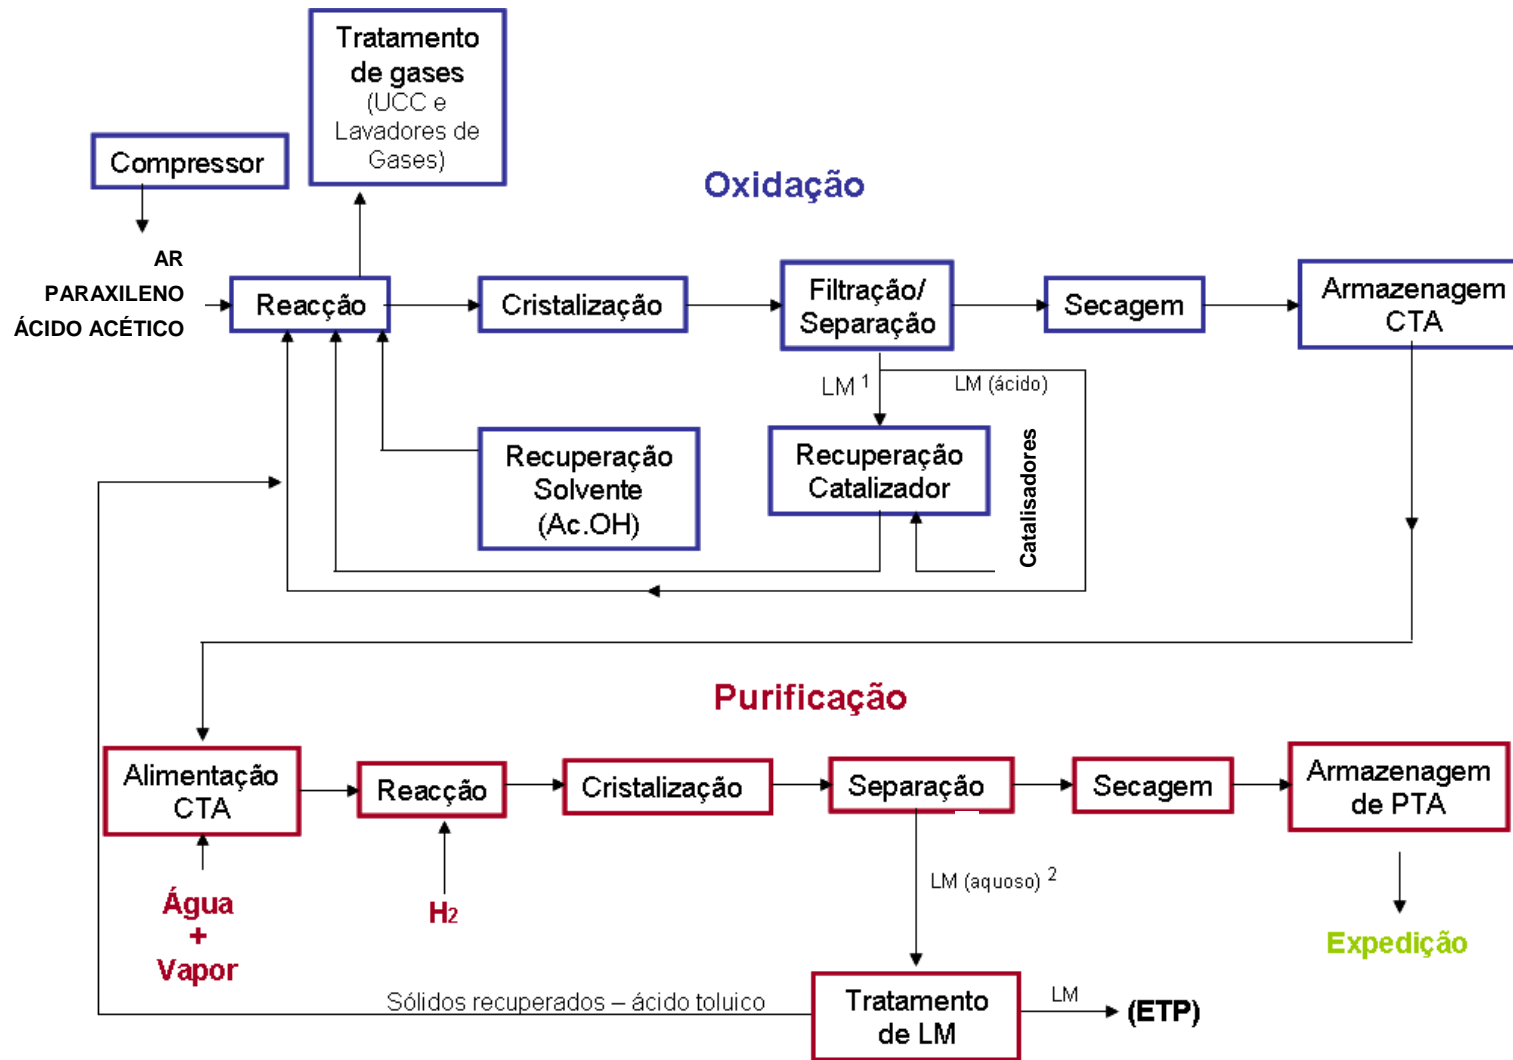 Tratamento
de gases
(UCC e
Lavadores de
Gases)
Compressor
Oxidação
AR
PARAXILENO
ÁCIDO ACÉTICO
Reacção
Cristalização
Filtração/
Separação
Secagem
Armazenagem
CTA
LM 1
LM (ácido)
Recuperação
Solvente
(Ac.OH)
Recuperação
Catalizador
Catalisadores
Purificação
Alimentação
CTA
Reacção
Cristalização
Separação
Secagem
Armazenagem
de PTA
Água
+
Vapor
H2
LM (aquoso) 2
Expedição
Sólidos recuperados – ácido toluico
Tratamento
de LM
LM
(ETP)